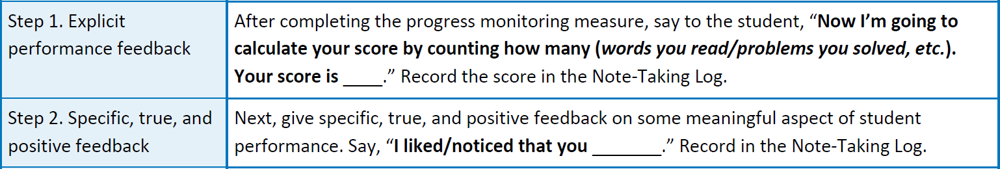 Step 1. Explicit
performance feedback
After completing the progress monitoring measure, say to the student, “Now I’m going to
calculate your score by counting how many (words you read/problems you solved, etc.).
Your score is ____.” Record the score in the Note-Taking Log.
Step 2. Specific, true, and
positive feedback
Next, give specific, true, and positive feedback on some meaningful aspect of student
performance. Say, “I liked/noticed that you _______.” Record in the Note-Taking Log.